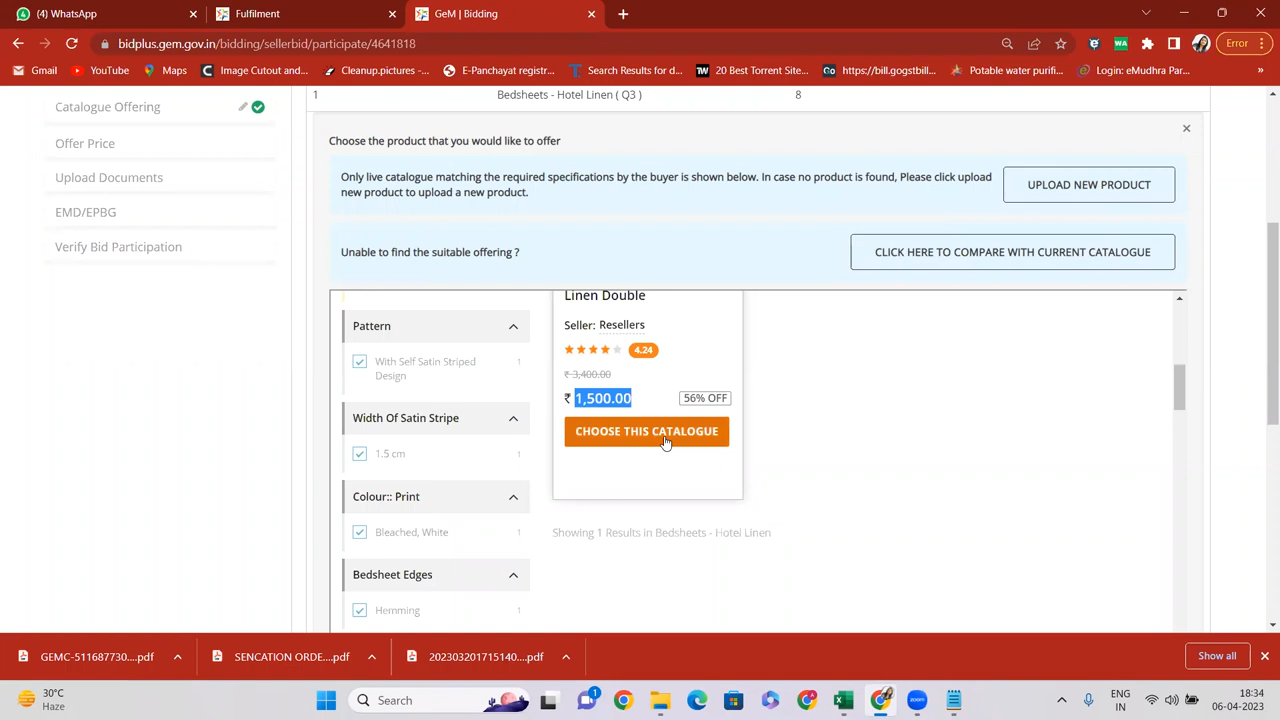 (4) WhatsApp
Fulfilment
GeM | Bidding
bidplus.gem.gov.in/bidding/sellerbid/participate/4641818
Error
Gmail
YouTube
Maps
Image Cutout and...
Cleanup.pictures -...
E-Panchayat registr...
Search Results for d...
20 Best Torrent Site...
https://bill.gogstbill...
Potable water purifi...
Login: eMudhra Par...
»
Catalogue Offering
Offer Price
Upload Documents
EMD/EPBG
Verify Bid Participation
1 Bedsheets - Hotel Linen ( Q3 ) 8
Choose the product that you would like to offer
Only live catalogue matching the required specifications by the buyer is shown below. In case no product is found, Please click upload
new product to upload a new product.
UPLOAD NEW PRODUCT
Unable to find the suitable offering ?
CLICK HERE TO COMPARE WITH CURRENT CATALOGUE
Pattern
With Self Satin Striped
Design
1
Width Of Satin Stripe
1.5 cm 1
Colour:: Print
Bleached, White 1
Bedsheet Edges
Hemming 1
Linen Double
Seller: Resellers
4.24
₹ 3,400.00
₹ 1,500.00 56% OFF
CHOOSE THIS CATALOGUE
Showing 1 Results in Bedsheets - Hotel Linen
GEMC-511687730....pdf
SENCATION ORDE....pdf
202303201715140....pdf
Show all
30°C
Haze
Search
1
ENG
IN
18:34
06-04-2023